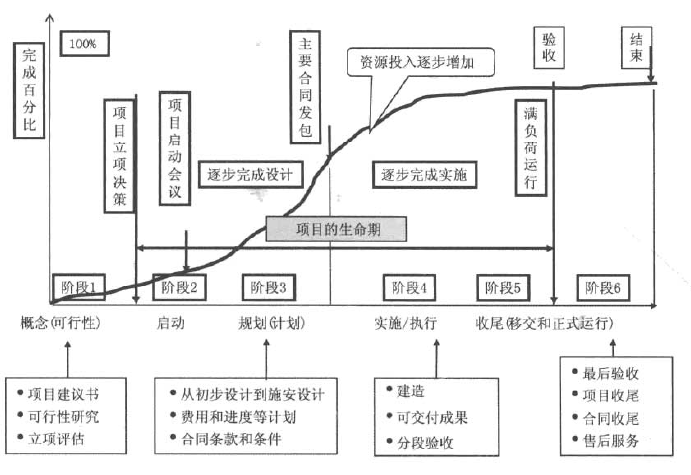 完成百分比
100%
项目立项决策
项目启动会议
主要合同发包
资源投入逐步增加
验收
结束
满负荷运行
逐步完成设计
逐步完成实施
项目的生命期
阶段1
阶段2
阶段3
阶段4
阶段5
阶段6
概念(可行性)
启动
规划(计划)
实施/执行
收尾(移交和正式运行)
• 项目建议书
• 可行性研究
• 立项评估
• 从初步设计到施安设计
• 费用和进度等计划
• 合同条款和条件
• 建造
• 可交付成果
• 分段验收
• 最后验收
• 项目收尾
• 合同收尾
• 售后服务